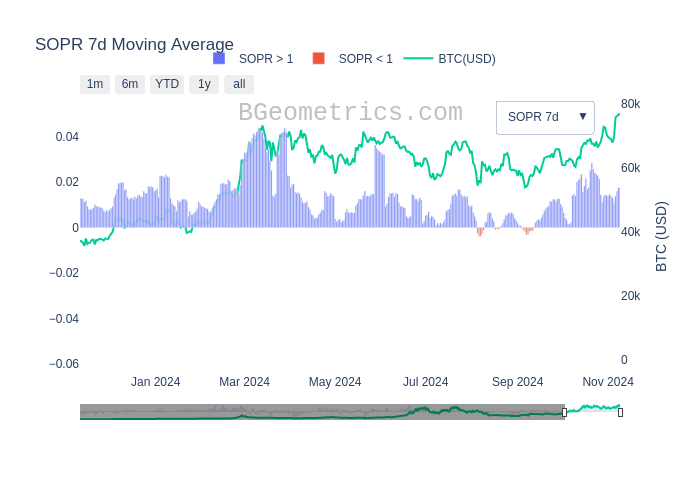 SOPR 7d Moving Average
SOPR > 1 SOPR < 1 BTC(USD)
1m 6m YTD 1y all
BGeometrics.com
SOPR 7d ▼
0.04
0.02
0
−0.02
−0.04
−0.06
80k
60k
40k
20k
0
BTC (USD)
Jan 2024 Mar 2024 May 2024 Jul 2024 Sep 2024 Nov 2024